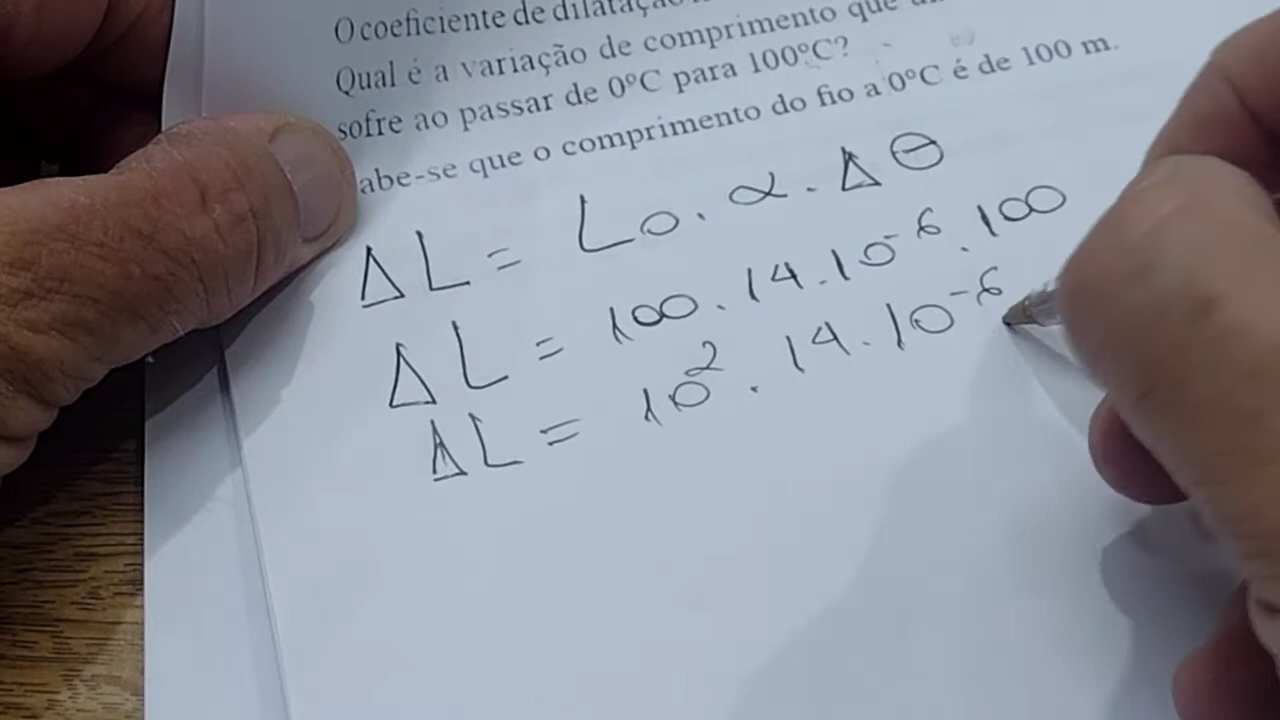 O coeficiente de dilatação
Qual é a variação de comprimento que
sofre ao passar de 0ºC para 100ºC?
abe-se que o comprimento do fio a 0ºC é de 100 m.
ΔL = Lo . α . Δθ
ΔL = 100 . 14 . 10⁻⁶ . 100
ΔL = 10² . 14 . 10⁻⁶